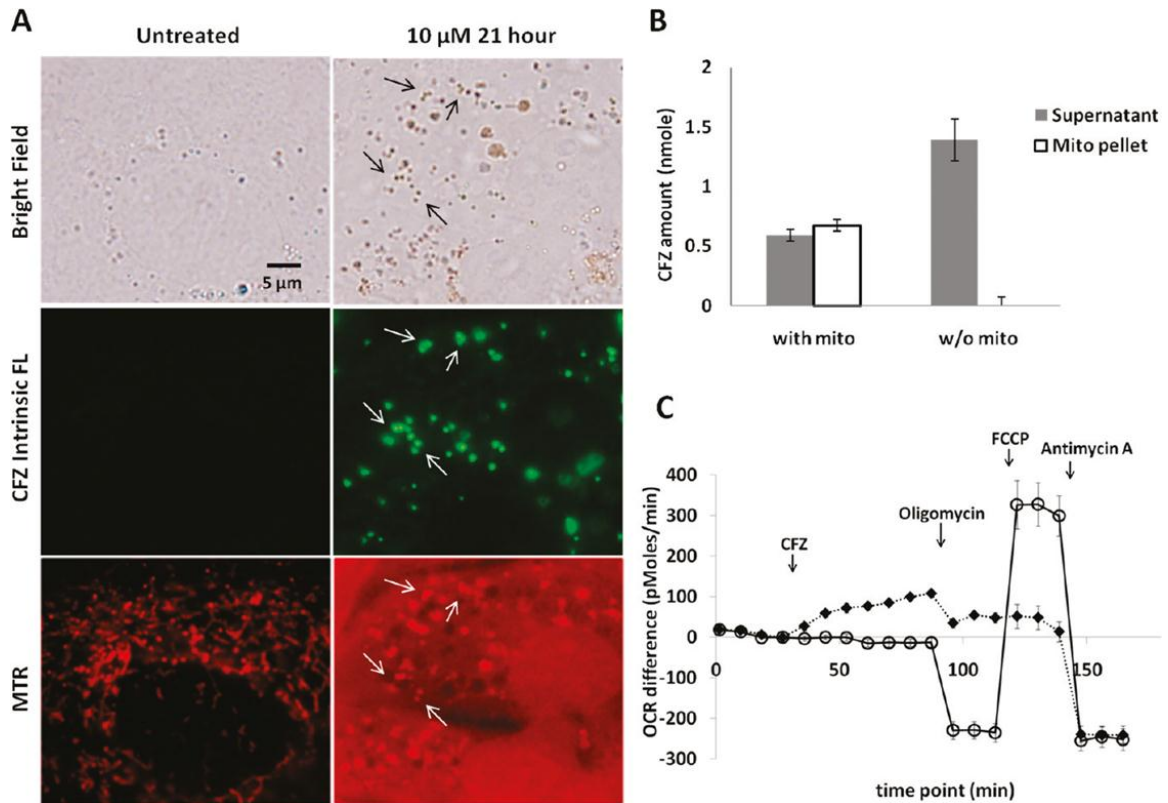 A
Untreated
10 µM 21 hour
Bright Field
5 µm
CFZ Intrinsic FL
MTR
B
CFZ amount (nmole)
2
1.5
1
0.5
0
Supernatant
Mito pellet
with mito
w/o mito
C
OCR difference (pMoles/min)
400
300
200
100
0
-100
-200
-300
0
50
100
150
CFZ
Oligomycin
FCCP
Antimycin A
time point (min)